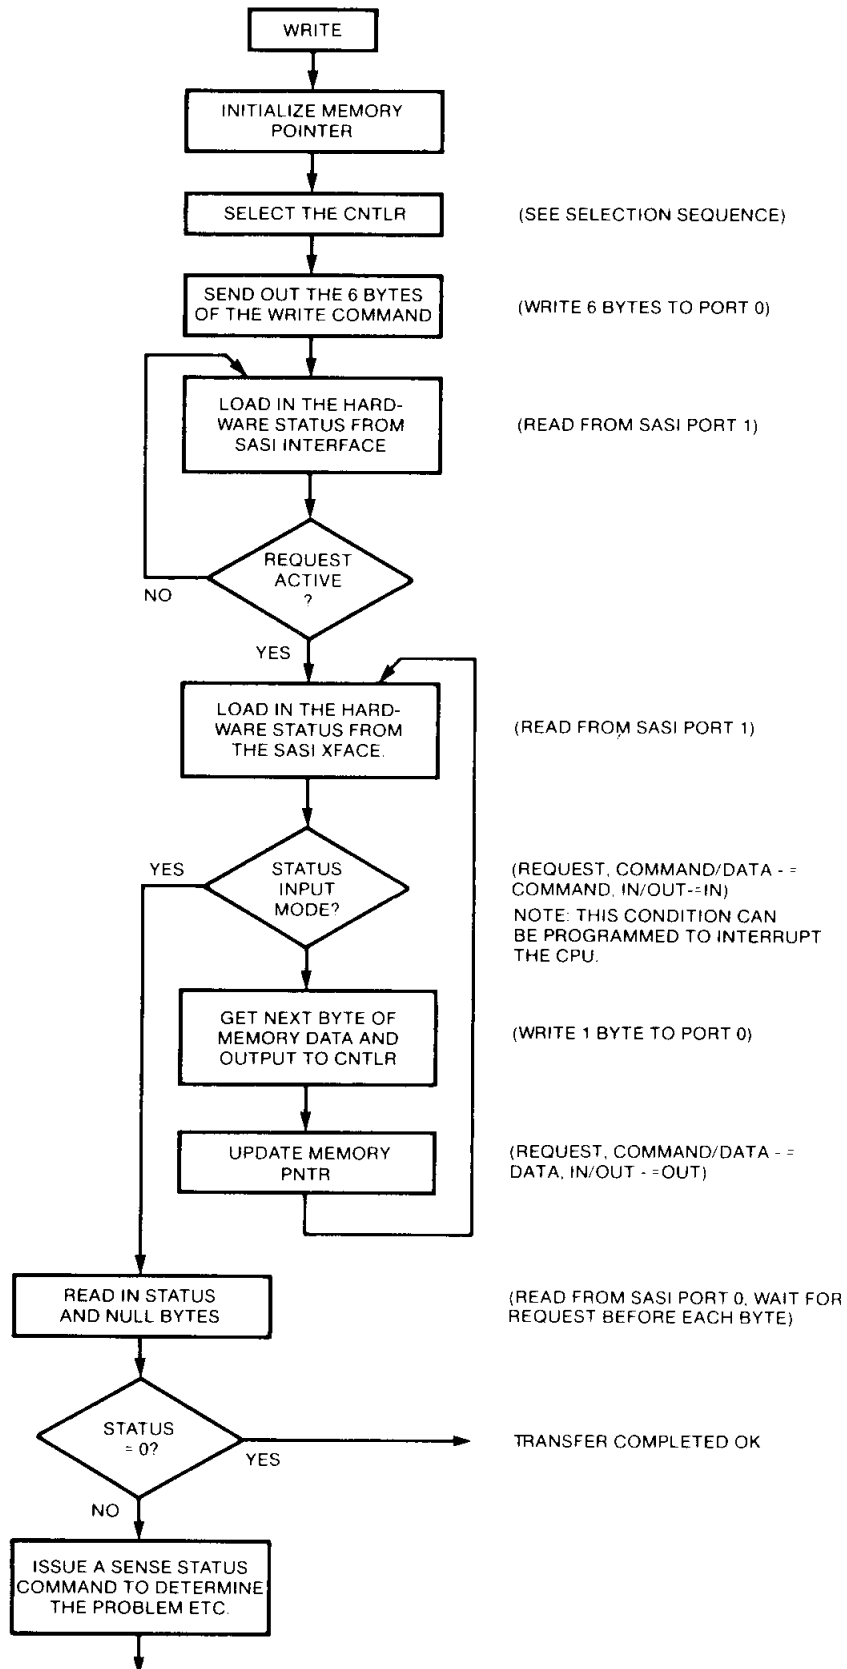 WRITE
INITIALIZE MEMORY
POINTER
SELECT THE CNTLR
(SEE SELECTION SEQUENCE)
SEND OUT THE 6 BYTES
OF THE WRITE COMMAND
(WRITE 6 BYTES TO PORT 0)
LOAD IN THE HARD-
WARE STATUS FROM
SASI INTERFACE
(READ FROM SASI PORT 1)
REQUEST
ACTIVE
?
NO
YES
LOAD IN THE HARD-
WARE STATUS FROM
THE SASI XFACE.
(READ FROM SASI PORT 1)
YES
STATUS
INPUT
MODE?
(REQUEST, COMMAND/DATA - =
COMMAND, IN/OUT-=IN)
NOTE: THIS CONDITION CAN
BE PROGRAMMED TO INTERRUPT
THE CPU.
GET NEXT BYTE OF
MEMORY DATA AND
OUTPUT TO CNTLR
(WRITE 1 BYTE TO PORT 0)
UPDATE MEMORY
PNTR
(REQUEST, COMMAND/DATA - =
DATA, IN/OUT - =OUT)
READ IN STATUS
AND NULL BYTES
(READ FROM SASI PORT 0, WAIT FOR
REQUEST BEFORE EACH BYTE)
STATUS
= 0?
YES
TRANSFER COMPLETED OK
NO
ISSUE A SENSE STATUS
COMMAND TO DETERMINE
THE PROBLEM ETC.